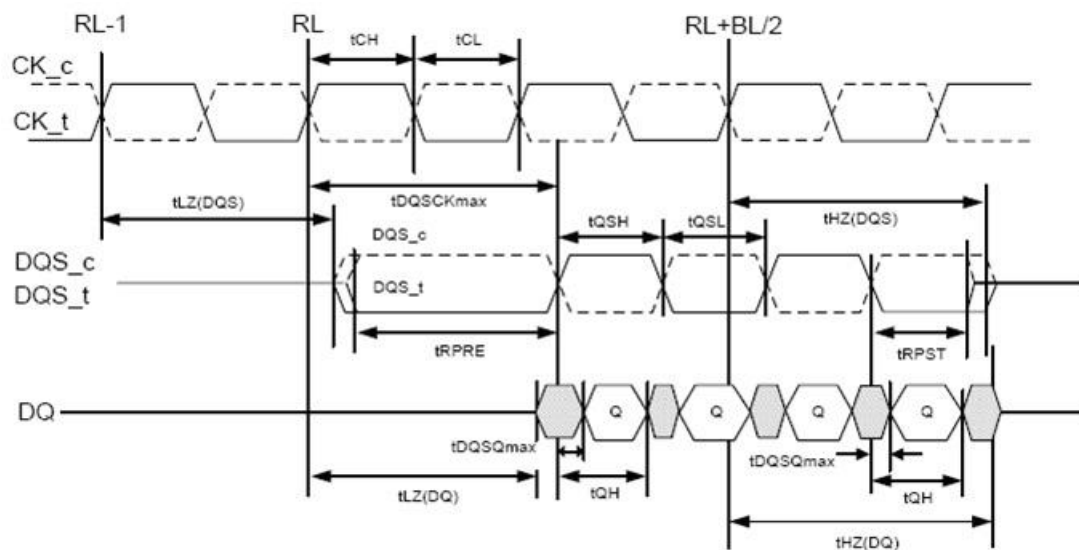 RL-1
RL
RL+BL/2
tCH
tCL
CK_c
CK_t
tLZ(DQS)
tDQSCKmax
tQSH
tQSL
tHZ(DQS)
DQS_c
DQS_c
DQS_t
DQS_t
tRPRE
tRPST
DQ
Q
Q
Q
Q
tDQSQmax
tDQSQmax
tLZ(DQ)
tQH
tQH
tHZ(DQ)